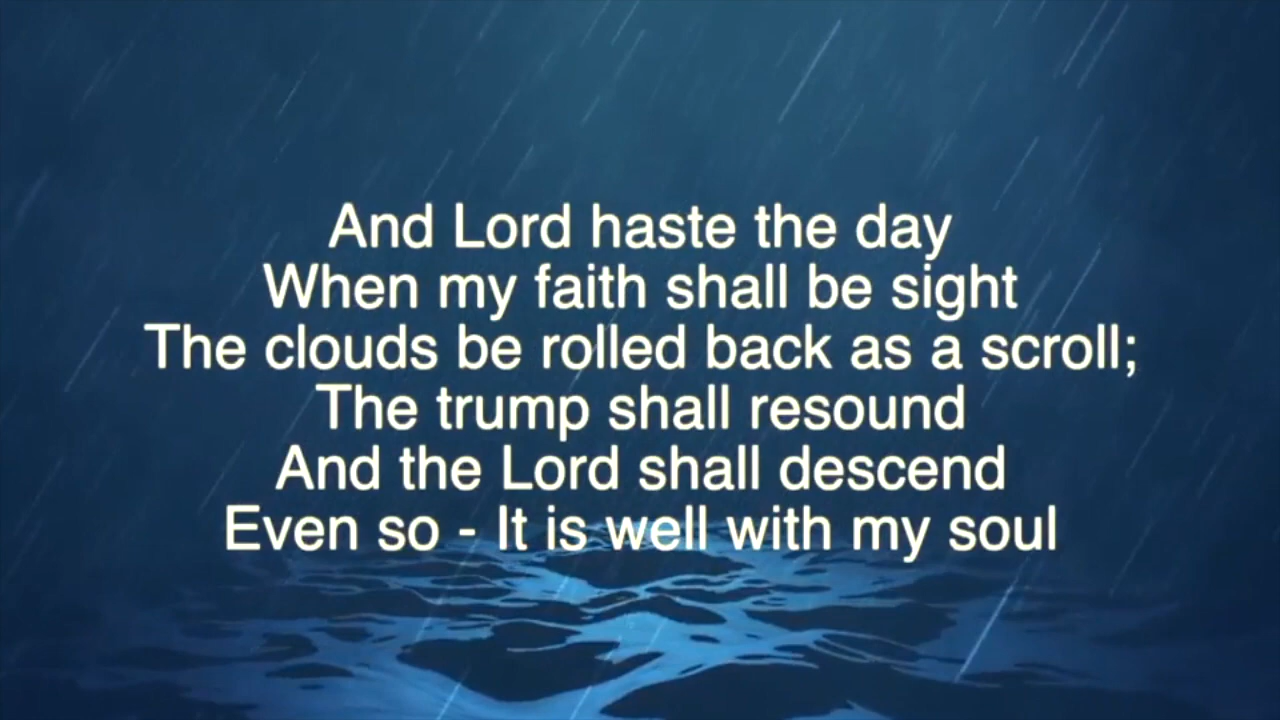 And Lord haste the day
When my faith shall be sight
The clouds be rolled back as a scroll;
The trump shall resound
And the Lord shall descend
Even so - It is well with my soul